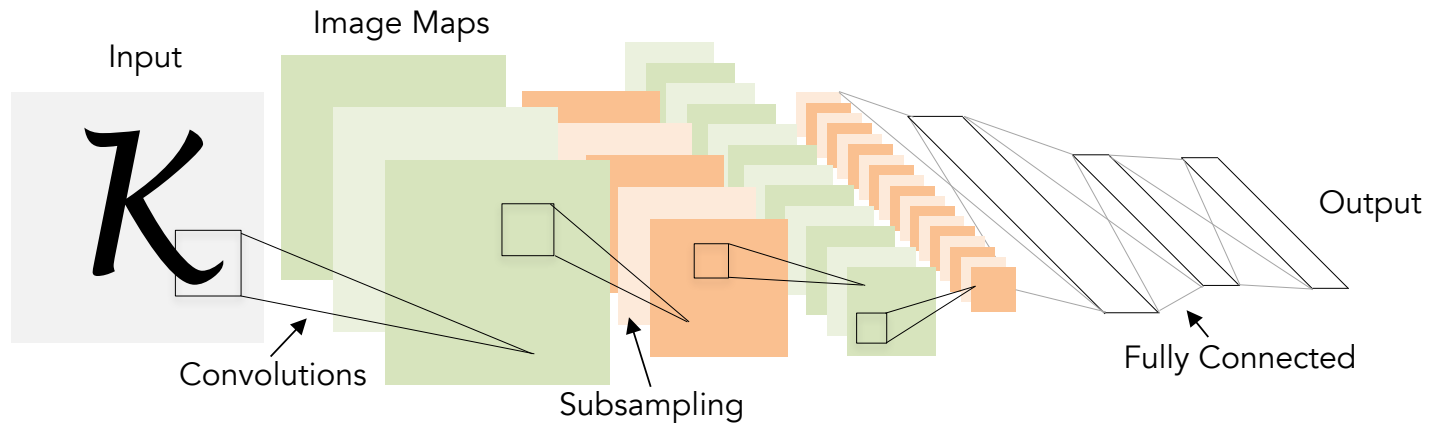 Image Maps
Input
K
Output
Convolutions
Subsampling
Fully Connected